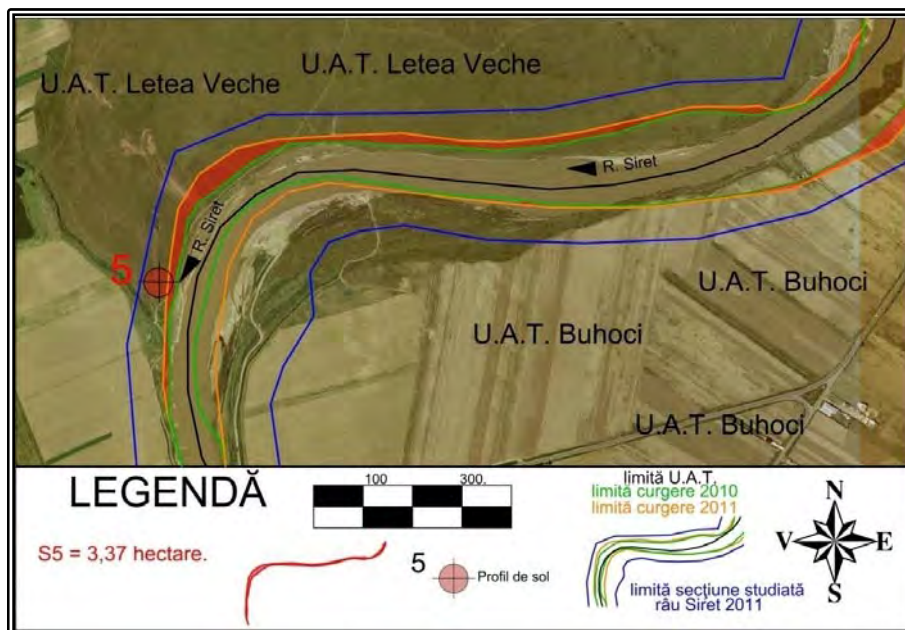 U.A.T. Letea Veche
U.A.T. Letea Veche
R. Siret
R. Siret
5
U.A.T. Buhoci
U.A.T. Buhoci
U.A.T. Buhoci
LEGENDĂ
S5 = 3,37 hectare.
100
300.
5
Profil de sol
limită U.A.T.
limită curgere 2010
limită curgere 2011
limită secţiune studiată
râu Siret 2011
N
V
E
S